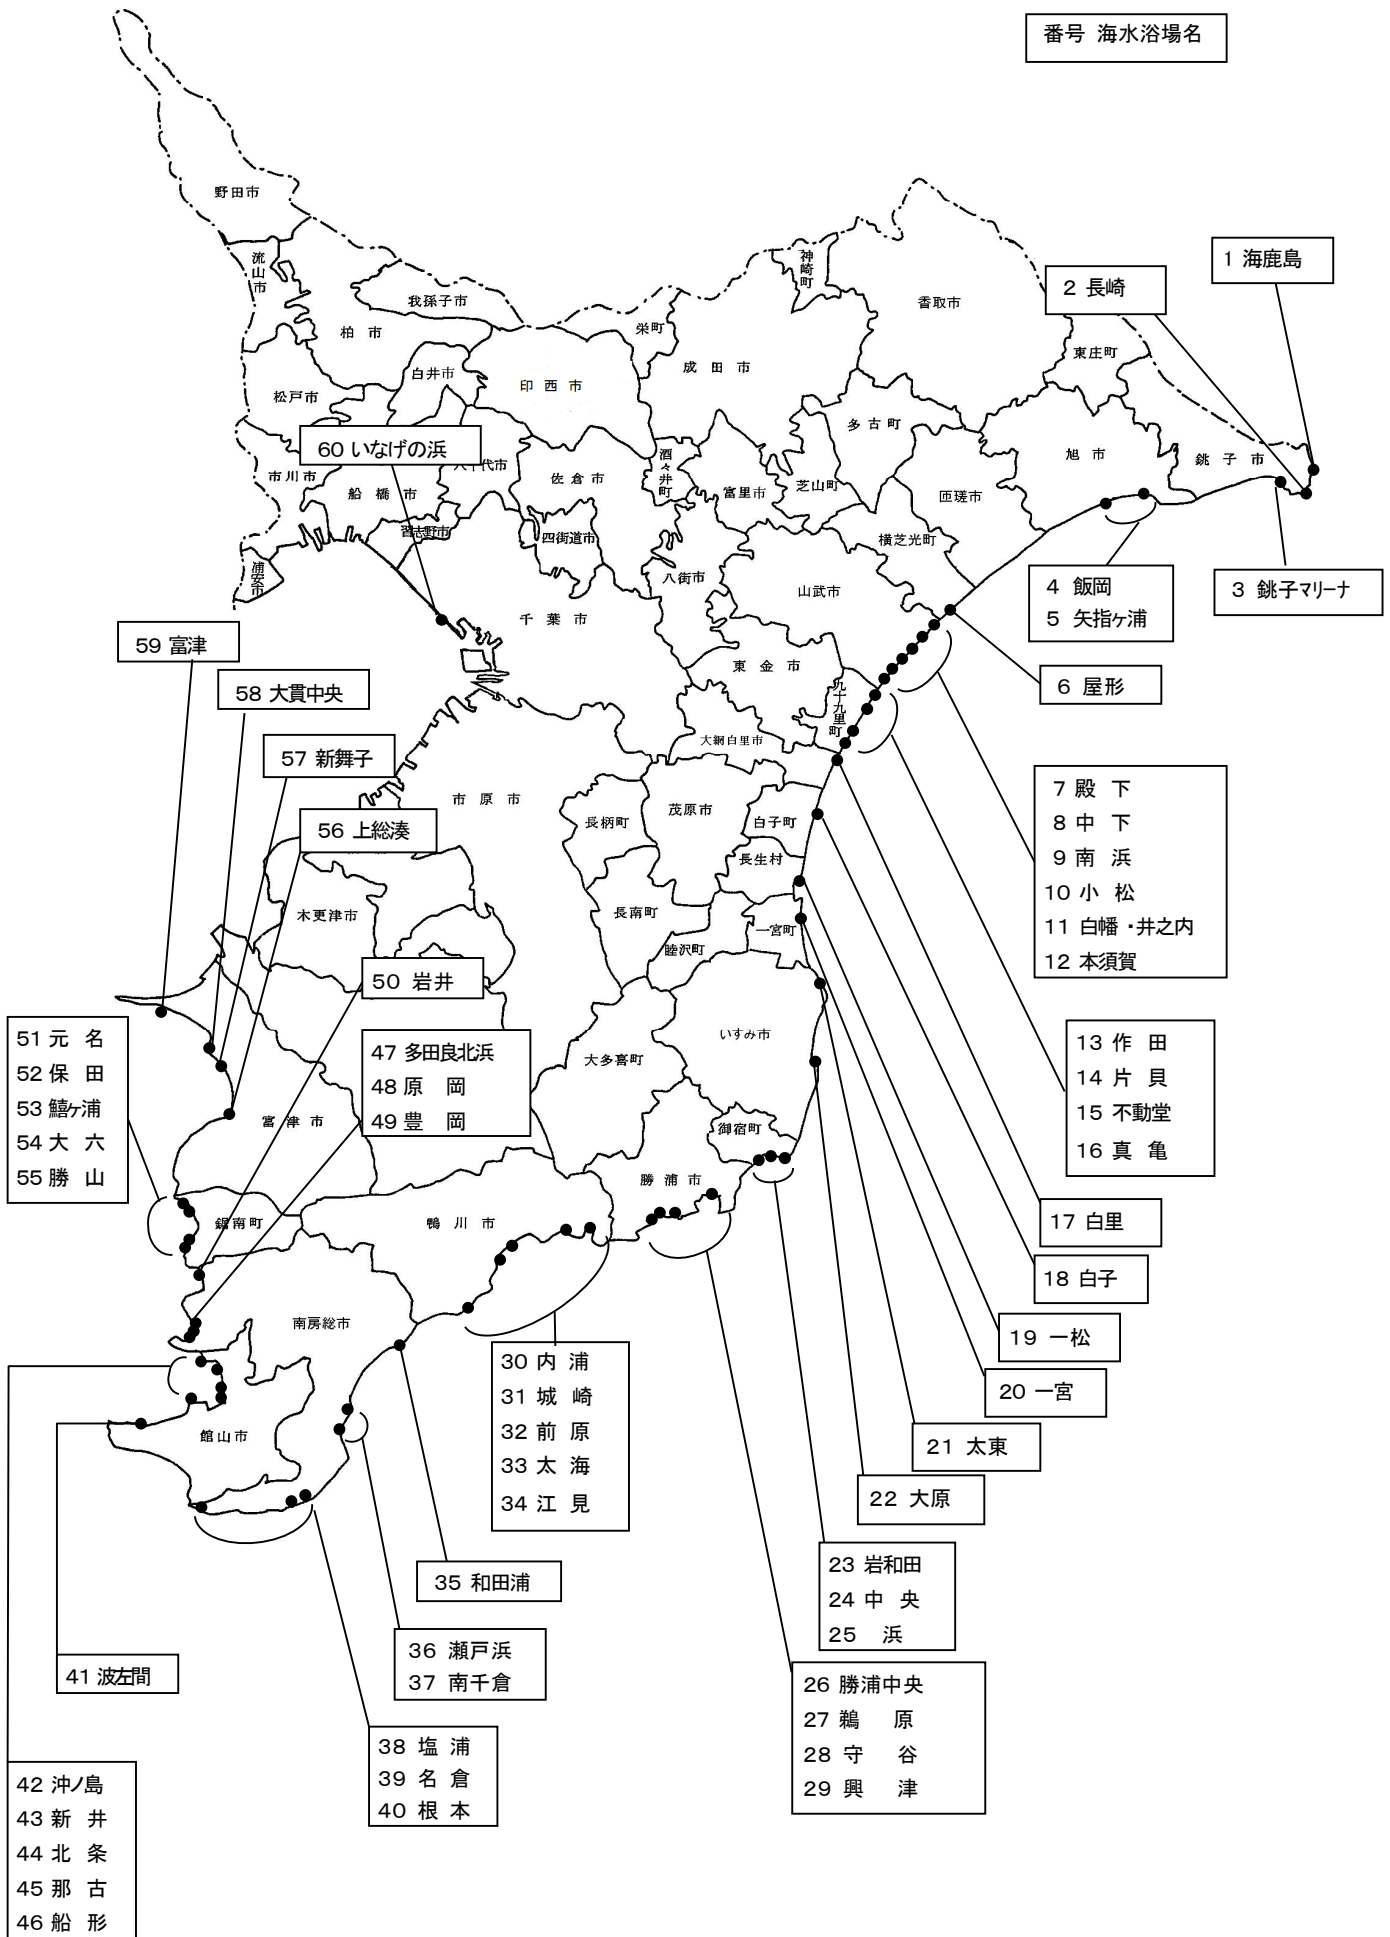 番号 海水浴場名
野田市
流山市
我孫子市
柏市
神崎町
香取市
1 海鹿島
2 長崎
栄町
成田市
東庄町
松戸市
白井市
印西市
多古町
60 いなげの浜
市川市
船橋市
八千代市
佐倉市
酒々井町
富里市
芝山町
匝瑳市
旭市
銚子市
習志野市
四街道市
横芝光町
浦安市
千葉市
八街市
山武市
4 飯岡
5 矢指ヶ浦
3 銚子マリーナ
59 富津
58 大貫中央
東金市
九十九里町
6 屋形
57 新舞子
大網白里市
56 上総湊
市原市
長柄町
茂原市
白子町
長生村
7 殿 下
8 中 下
9 南 浜
10 小 松
11 白幡・井之内
12 本須賀
木更津市
長南町
睦沢町
一宮町
50 岩井
51 元 名
52 保 田
53 鱚ヶ浦
54 大 六
55 勝 山
47 多田良北浜
48 原 岡
49 豊 岡
いすみ市
大多喜町
13 作 田
14 片 貝
15 不動堂
16 真 亀
富津市
御宿町
勝浦市
鋸南町
鴨川市
17 白里
18 白子
南房総市
19 一松
30 内 浦
31 城 崎
32 前 原
33 太 海
34 江 見
20 一宮
館山市
21 太東
22 大原
35 和田浦
23 岩和田
24 中 央
25 浜
36 瀬戸浜
37 南千倉
41 波左間
26 勝浦中央
27 鵜 原
28 守 谷
29 興 津
38 塩 浦
39 名 倉
40 根 本
42 沖ノ島
43 新 井
44 北 条
45 那 古
46 船 形